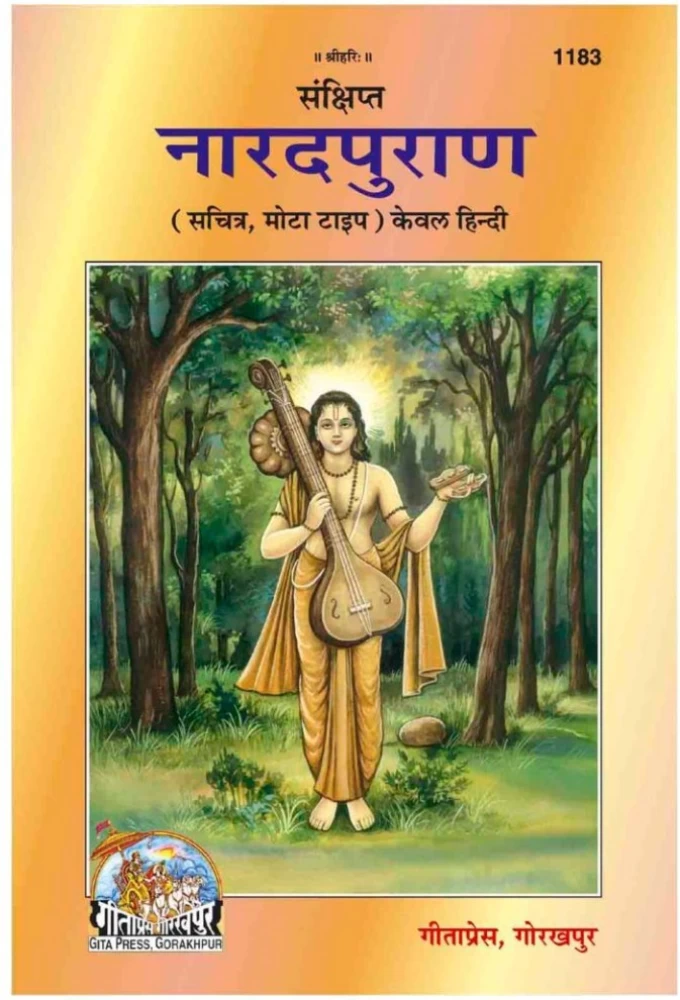 ॥ श्रीहरिः ॥
1183
संक्षिप्त
नारदपुराण
( सचित्र, मोटा टाइप ) केवल हिन्दी
गीताप्रेस गोरखपुर
GITA PRESS, GORAKHPUR
गीताप्रेस, गोरखपुर